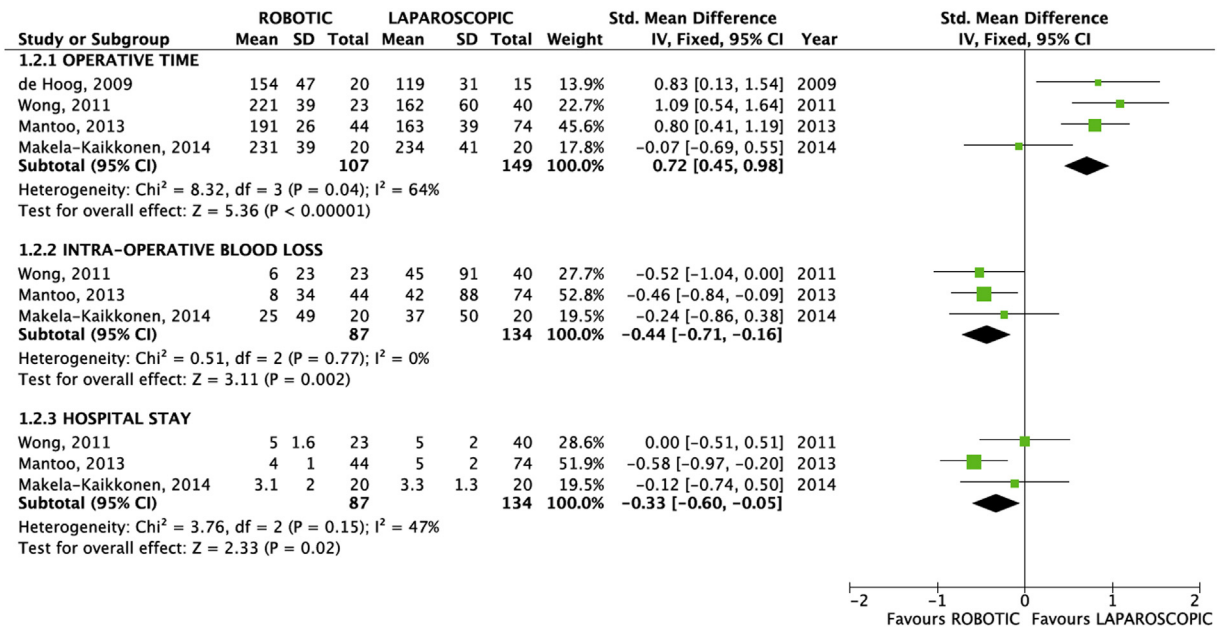 ROBOTIC LAPAROSCOPIC Std. Mean Difference Std. Mean Difference
Study or Subgroup Mean SD Total Mean SD Total Weight IV, Fixed, 95% CI Year IV, Fixed, 95% CI
1.2.1 OPERATIVE TIME
de Hoog, 2009 154 47 20 119 31 15 13.9% 0.83 [0.13, 1.54] 2009
Wong, 2011 221 39 23 162 60 40 22.7% 1.09 [0.54, 1.64] 2011
Mantoo, 2013 191 26 44 163 39 74 45.6% 0.80 [0.41, 1.19] 2013
Makela-Kaikkonen, 2014 231 39 20 234 41 20 17.8% -0.07 [-0.69, 0.55] 2014
Subtotal (95% CI) 107 149 100.0% 0.72 [0.45, 0.98]
Heterogeneity: Chi² = 8.32, df = 3 (P = 0.04); I² = 64%
Test for overall effect: Z = 5.36 (P < 0.00001)
1.2.2 INTRA-OPERATIVE BLOOD LOSS
Wong, 2011 6 23 23 45 91 40 27.7% -0.52 [-1.04, 0.00] 2011
Mantoo, 2013 8 34 44 42 88 74 52.8% -0.46 [-0.84, -0.09] 2013
Makela-Kaikkonen, 2014 25 49 20 37 50 20 19.5% -0.24 [-0.86, 0.38] 2014
Subtotal (95% CI) 87 134 100.0% -0.44 [-0.71, -0.16]
Heterogeneity: Chi² = 0.51, df = 2 (P = 0.77); I² = 0%
Test for overall effect: Z = 3.11 (P = 0.002)
1.2.3 HOSPITAL STAY
Wong, 2011 5 1.6 23 5 2 40 28.6% 0.00 [-0.51, 0.51] 2011
Mantoo, 2013 4 1 44 5 2 74 51.9% -0.58 [-0.97, -0.20] 2013
Makela-Kaikkonen, 2014 3.1 2 20 3.3 1.3 20 19.5% -0.12 [-0.74, 0.50] 2014
Subtotal (95% CI) 87 134 100.0% -0.33 [-0.60, -0.05]
Heterogeneity: Chi² = 3.76, df = 2 (P = 0.15); I² = 47%
Test for overall effect: Z = 2.33 (P = 0.02)
-2 -1 0 1 2
Favours ROBOTIC Favours LAPAROSCOPIC